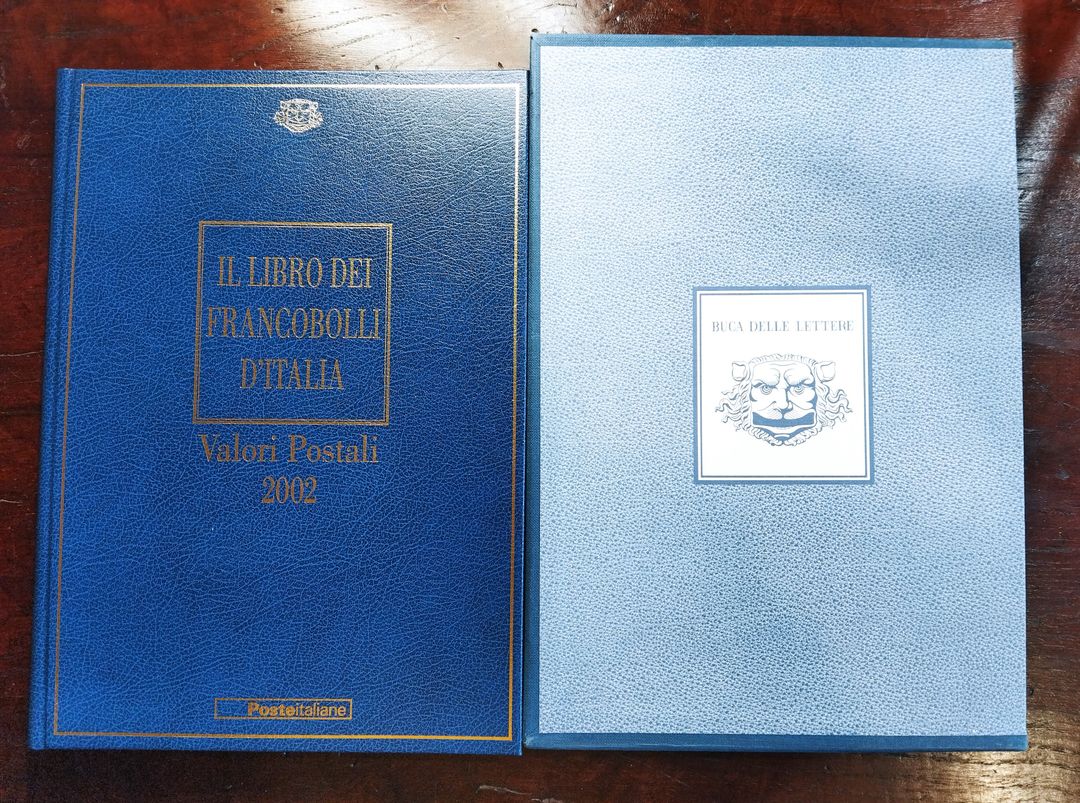 IL LIBRO DEI
FRANCOBOLLI
D'ITALIA
Valori Postali
2002
Posteitaliane
BUCA DELLE LETTERE